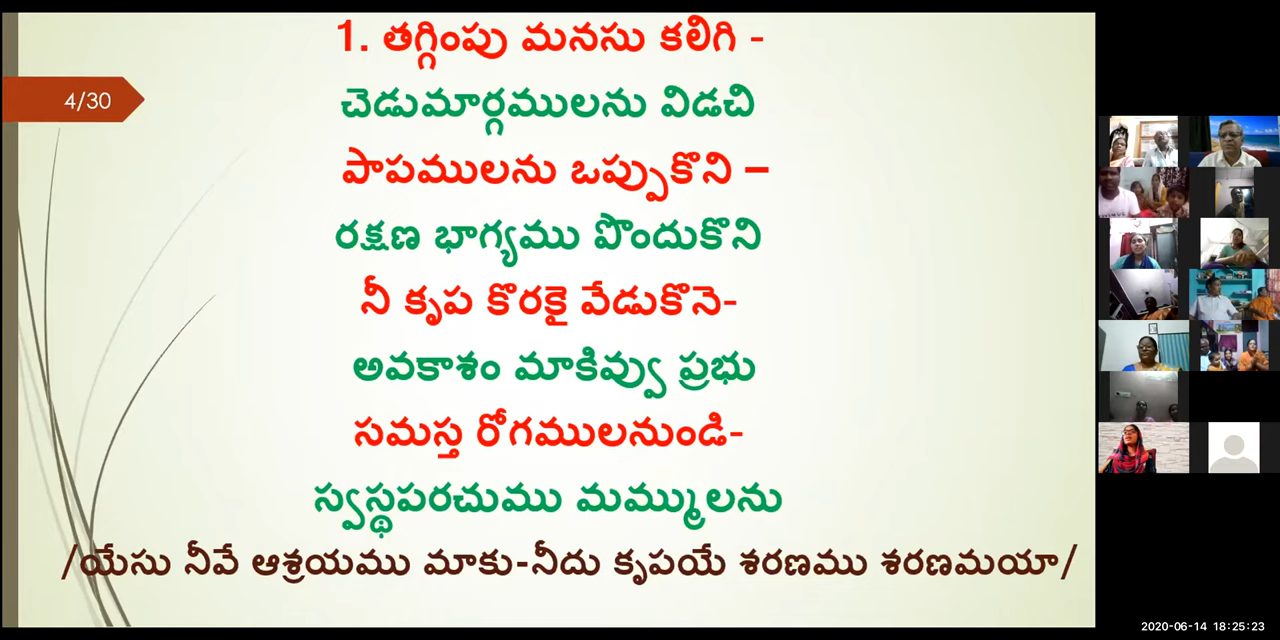 1. తగ్గింపు మనసు కలిగి -
4/30
చెడుమార్గములను విడచి
పాపములను ఒప్పుకొని –
రక్షణ భాగ్యము పొందుకొని
నీ కృప కొరకై వేడుకొనె-
అవకాశం మాకివ్వు ప్రభు
సమస్త రోగములనుండి-
స్వస్థపరచుము మమ్ములను
/యేసు నీవే ఆశ్రయము మాకు-నీదు కృపయే శరణము శరణమయా/
2020-06-14 18:25:23